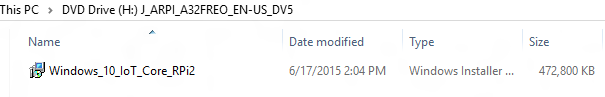 This PC > DVD Drive (H:) J_ARPI_A32FREO_EN-US_DV5
Name Date modified Type Size
Windows_10_IoT_Core_RPi2 6/17/2015 2:04 PM Windows Installer ... 472,800 KB